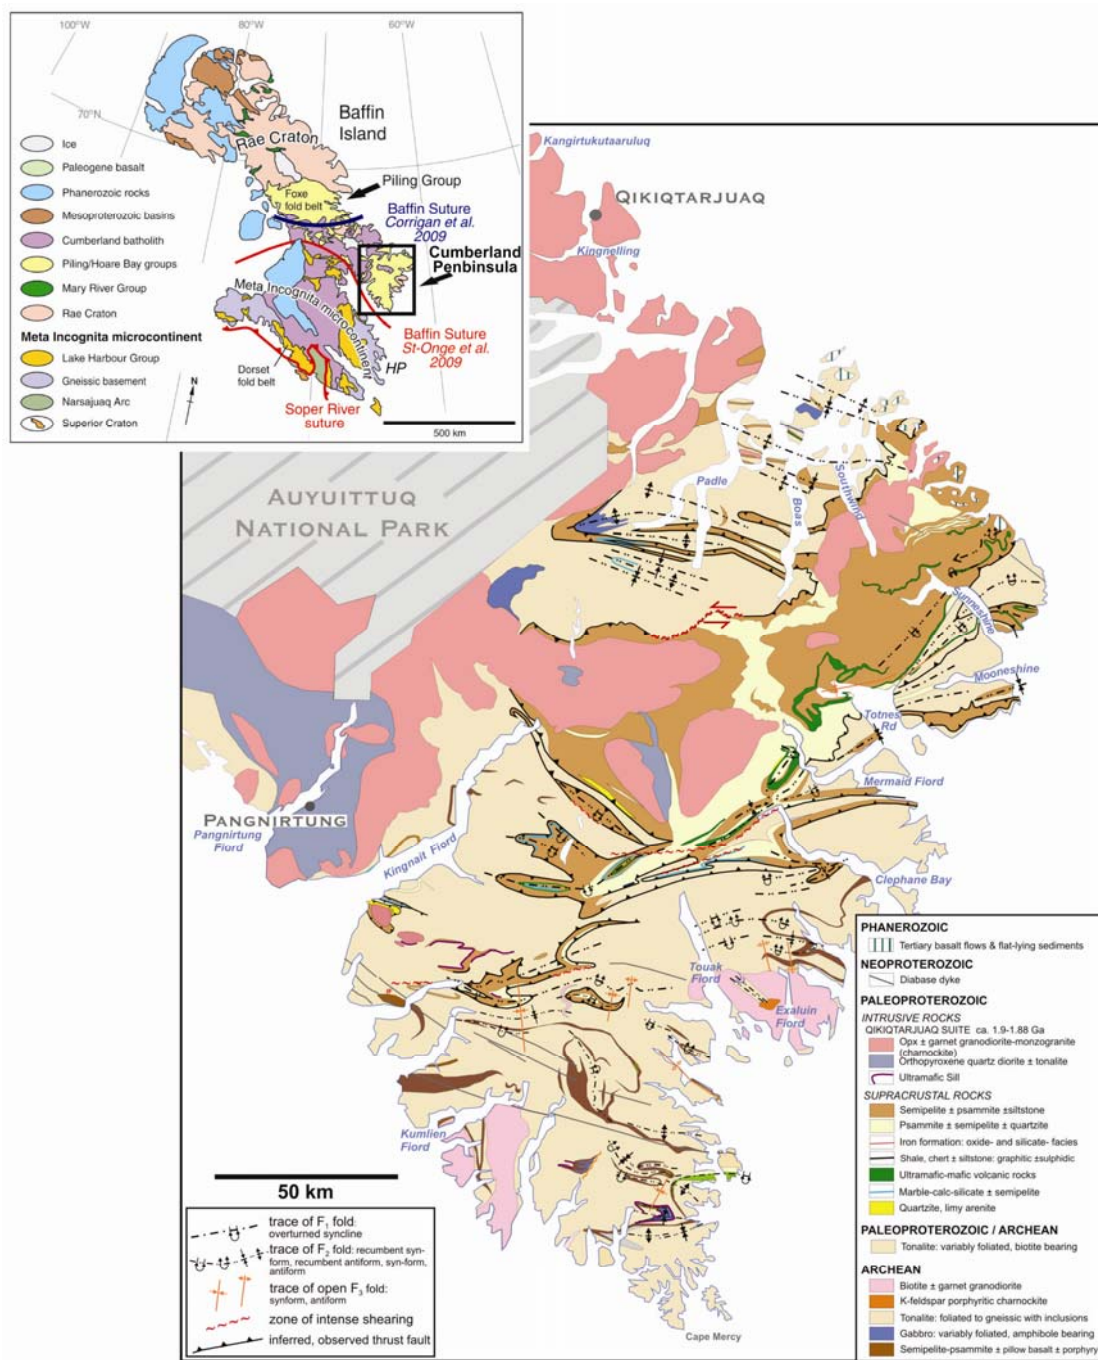 100°W
80°W
60°W
70°N
Baffin
Island
Rae Craton
Foxe
fold belt
Piling Group
Baffin Suture
Corrigan et al.
2009
Cumberland
Penbinsula
Meta Incognita microcontinent
HP
Baffin Suture
St-Onge et al.
2009
Dorset
fold belt
Soper River
suture
500 km
N
Ice
Paleogene basalt
Phanerozoic rocks
Mesoproterozoic basins
Cumberland batholith
Piling/Hoare Bay groups
Mary River Group
Rae Craton
Meta Incognita microcontinent
Lake Harbour Group
Gneissic basement
Narsajuaq Arc
Superior Craton
Kangirtukutaaruluq
QIKIQTARJUAQ
Kingnelling
AUYUITTUQ
NATIONAL PARK
Padle
Boas
Southwind
Sunneshine
Mooneshine
Totnes
Rd
Mermaid Fiord
PANGNIRTUNG
Pangnirtung
Fiord
Kingnait Fiord
Clephane Bay
Touak
Fiord
Exaluin
Fiord
Kumlien
Fiord
Cape Mercy
50 km
trace of F1 fold:
overturned syncline
trace of F2 fold: recumbent syn-
form, recumbent antiform, syn-form,
antiform
trace of open F3 fold:
synform, antiform
zone of intense shearing
inferred, observed thrust fault
PHANEROZOIC
Tertiary basalt flows & flat-lying sediments
NEOPROTEROZOIC
Diabase dyke
PALEOPROTEROZOIC
INTRUSIVE ROCKS
QIKIQTARJUAQ SUITE ca. 1.9-1.88 Ga
Opx ± garnet granodiorite-monzogranite
(charnockite)
Orthopyroxene quartz diorite ± tonalite
Ultramafic Sill
SUPRACRUSTAL ROCKS
Semipelite ± psammite ±siltstone
Psammite ± semipelite ± quartzite
Iron formation: oxide- and silicate- facies
Shale, chert ± siltstone: graphitic ±sulphidic
Ultramafic-mafic volcanic rocks
Marble-calc-silicate ± semipelite
Quartzite, limy arenite
PALEOPROTEROZOIC / ARCHEAN
Tonalite: variably foliated, biotite bearing
ARCHEAN
Biotite ± garnet granodiorite
K-feldspar porphyritic charnockite
Tonalite: foliated to gneissic with inclusions
Gabbro: variably foliated, amphibole bearing
Semipelite-psammite ± pillow basalt ± porphyry